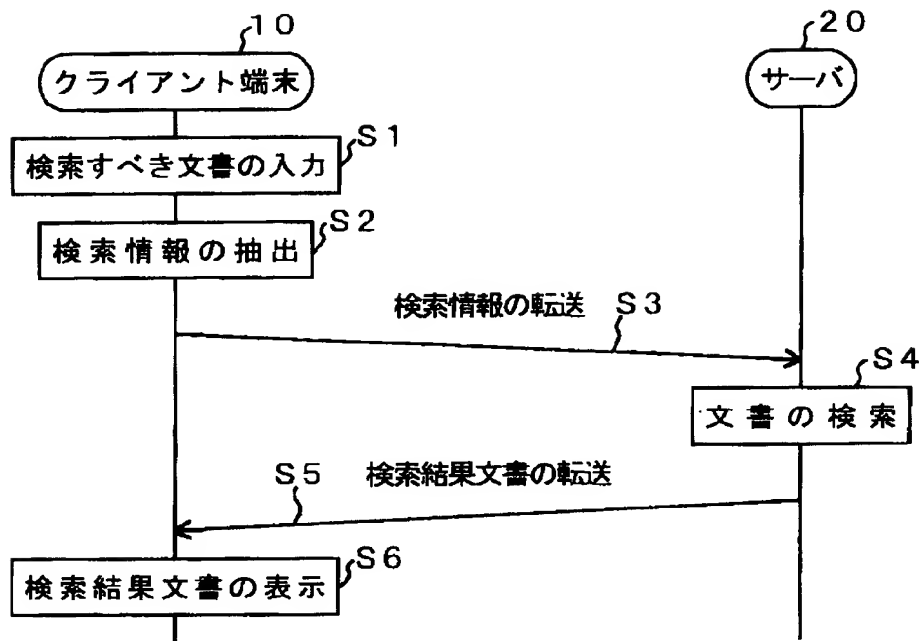 １０
２０
クライアント端末
サーバ
Ｓ１
検索すべき文書の入力
Ｓ２
検索情報の抽出
検索情報の転送 Ｓ３
Ｓ４
文書の検索
Ｓ５ 検索結果文書の転送
Ｓ６
検索結果文書の表示